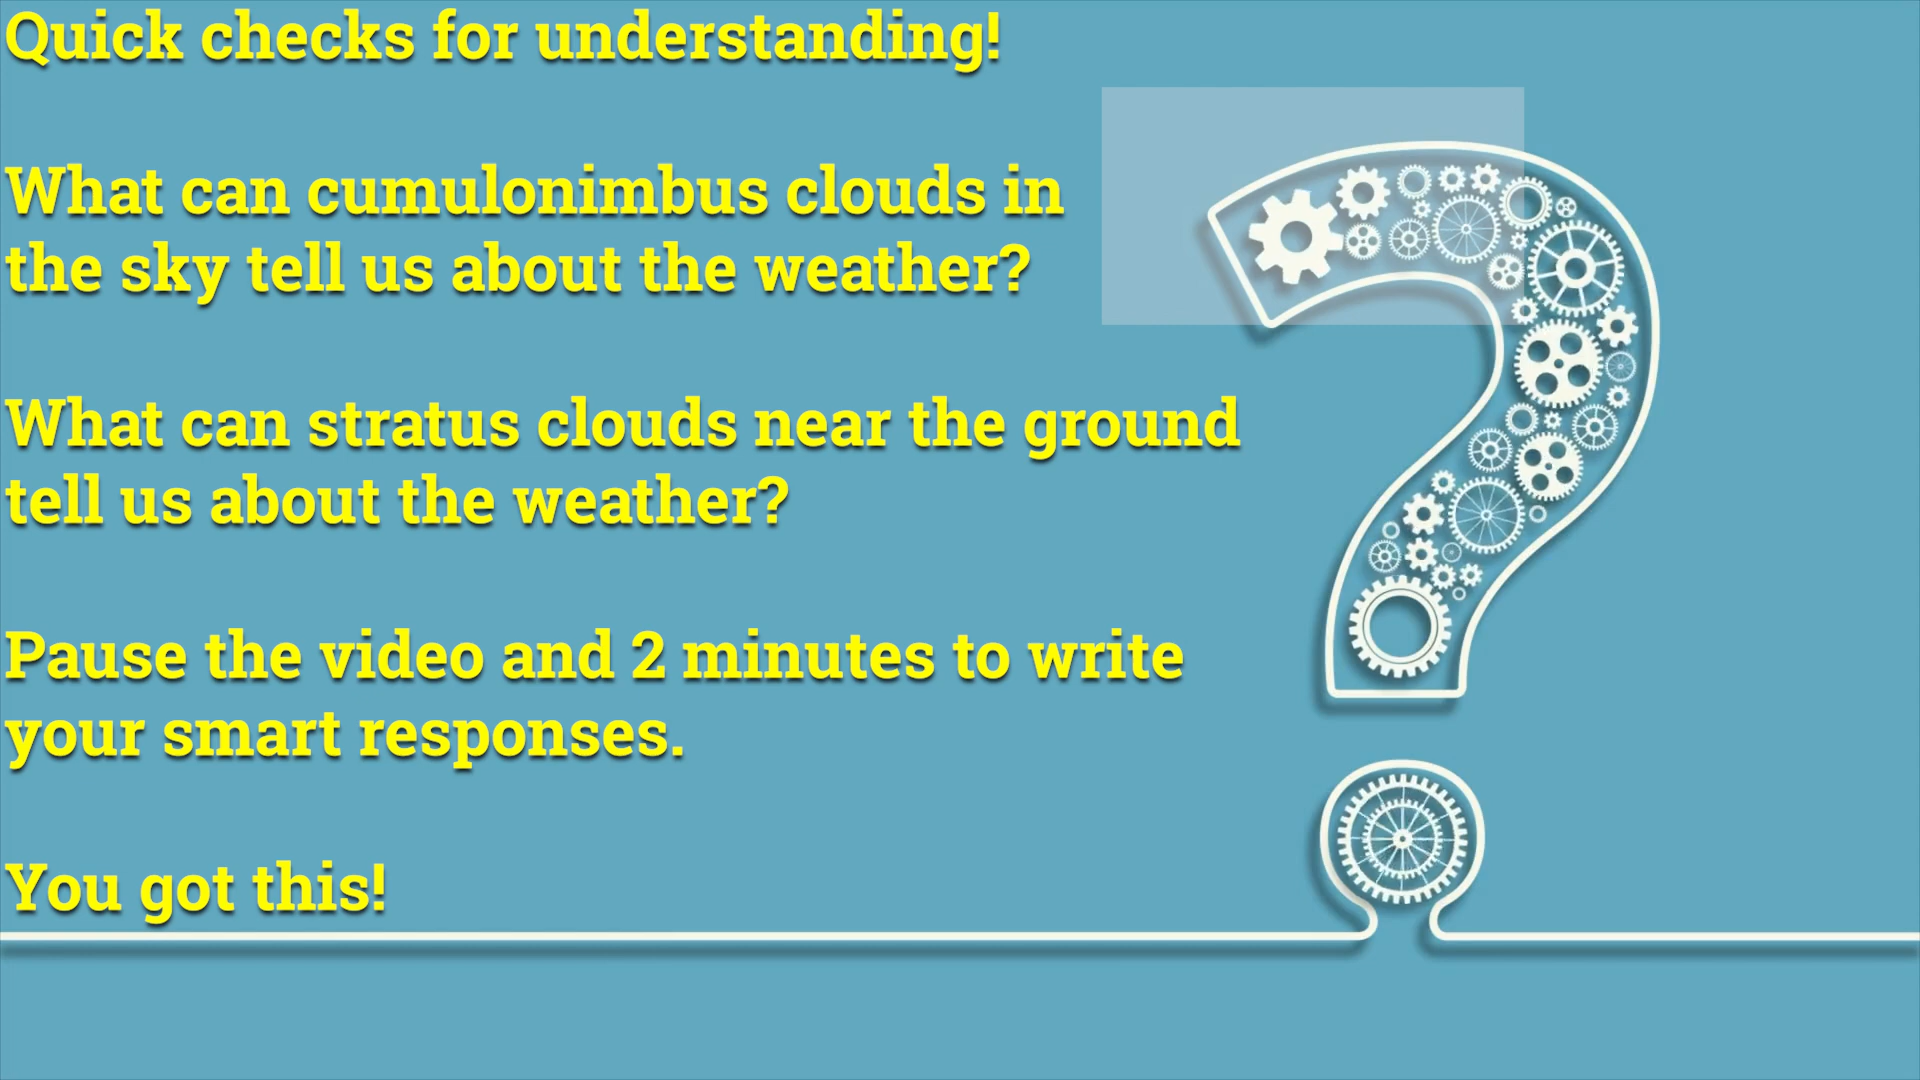 Quick checks for understanding!
What can cumulonimbus clouds in
the sky tell us about the weather?
What can stratus clouds near the ground
tell us about the weather?
Pause the video and 2 minutes to write
your smart responses.
You got this!